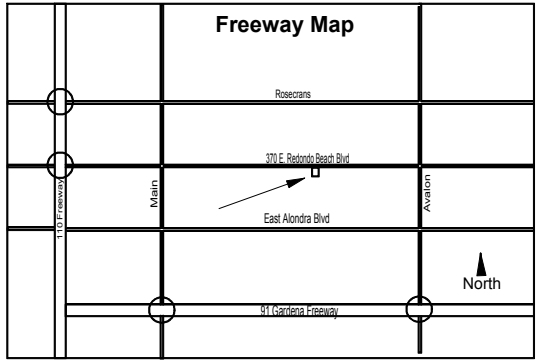 Freeway Map
Rosecrans
370 E. Redondo Beach Blvd
110 Freeway
Main
Avalon
East Alondra Blvd
North
91 Gardena Freeway